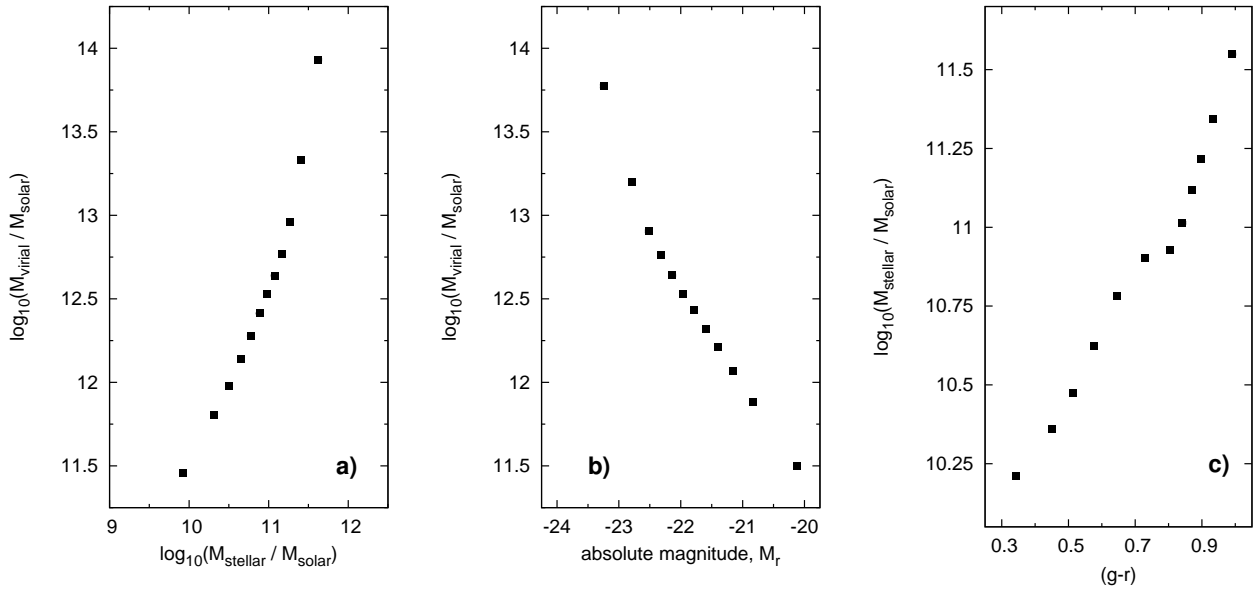 14
13.5
13
12.5
12
11.5
log10(Mvirial / Msolar)
a)
9 10 11 12
log10(Mstellar / Msolar)
14
13.5
13
12.5
12
11.5
log10(Mvirial / Msolar)
b)
-24 -23 -22 -21 -20
absolute magnitude, Mr
11.5
11.25
11
10.75
10.5
10.25
log10(Mstellar / Msolar)
c)
0.3 0.5 0.7 0.9
(g-r)